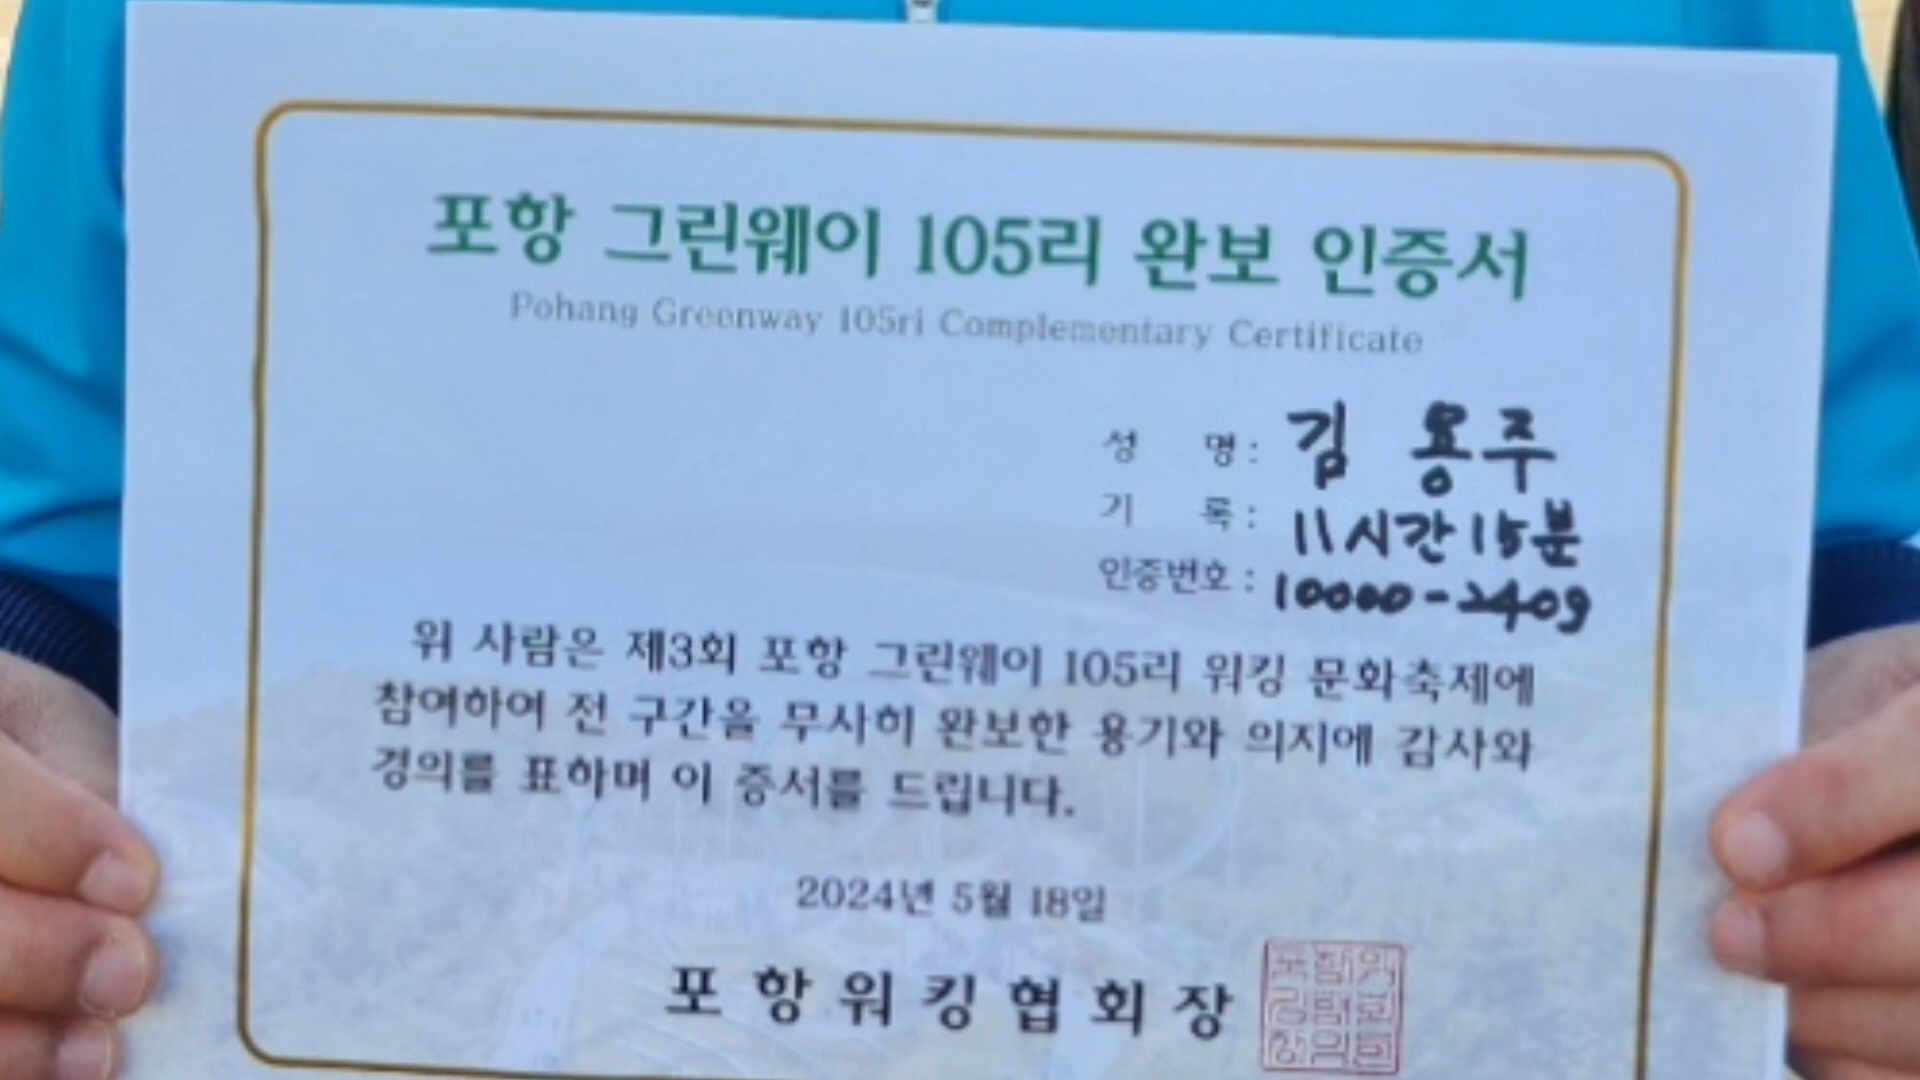 포항 그린웨이 105리 완보 인증서
Pohang Greenway 105ri Complementary Certificate
성 명: 김 용주
기 록: 11시간 15분
인증번호: 10000-2409
위 사람은 제3회 포항 그린웨이 105리 워킹 문화축제에
참여하여 전 구간을 무사히 완보한 용기와 의지에 감사와
경의를 표하며 이 증서를 드립니다.
2024년 5월 18일
포항워킹협회장